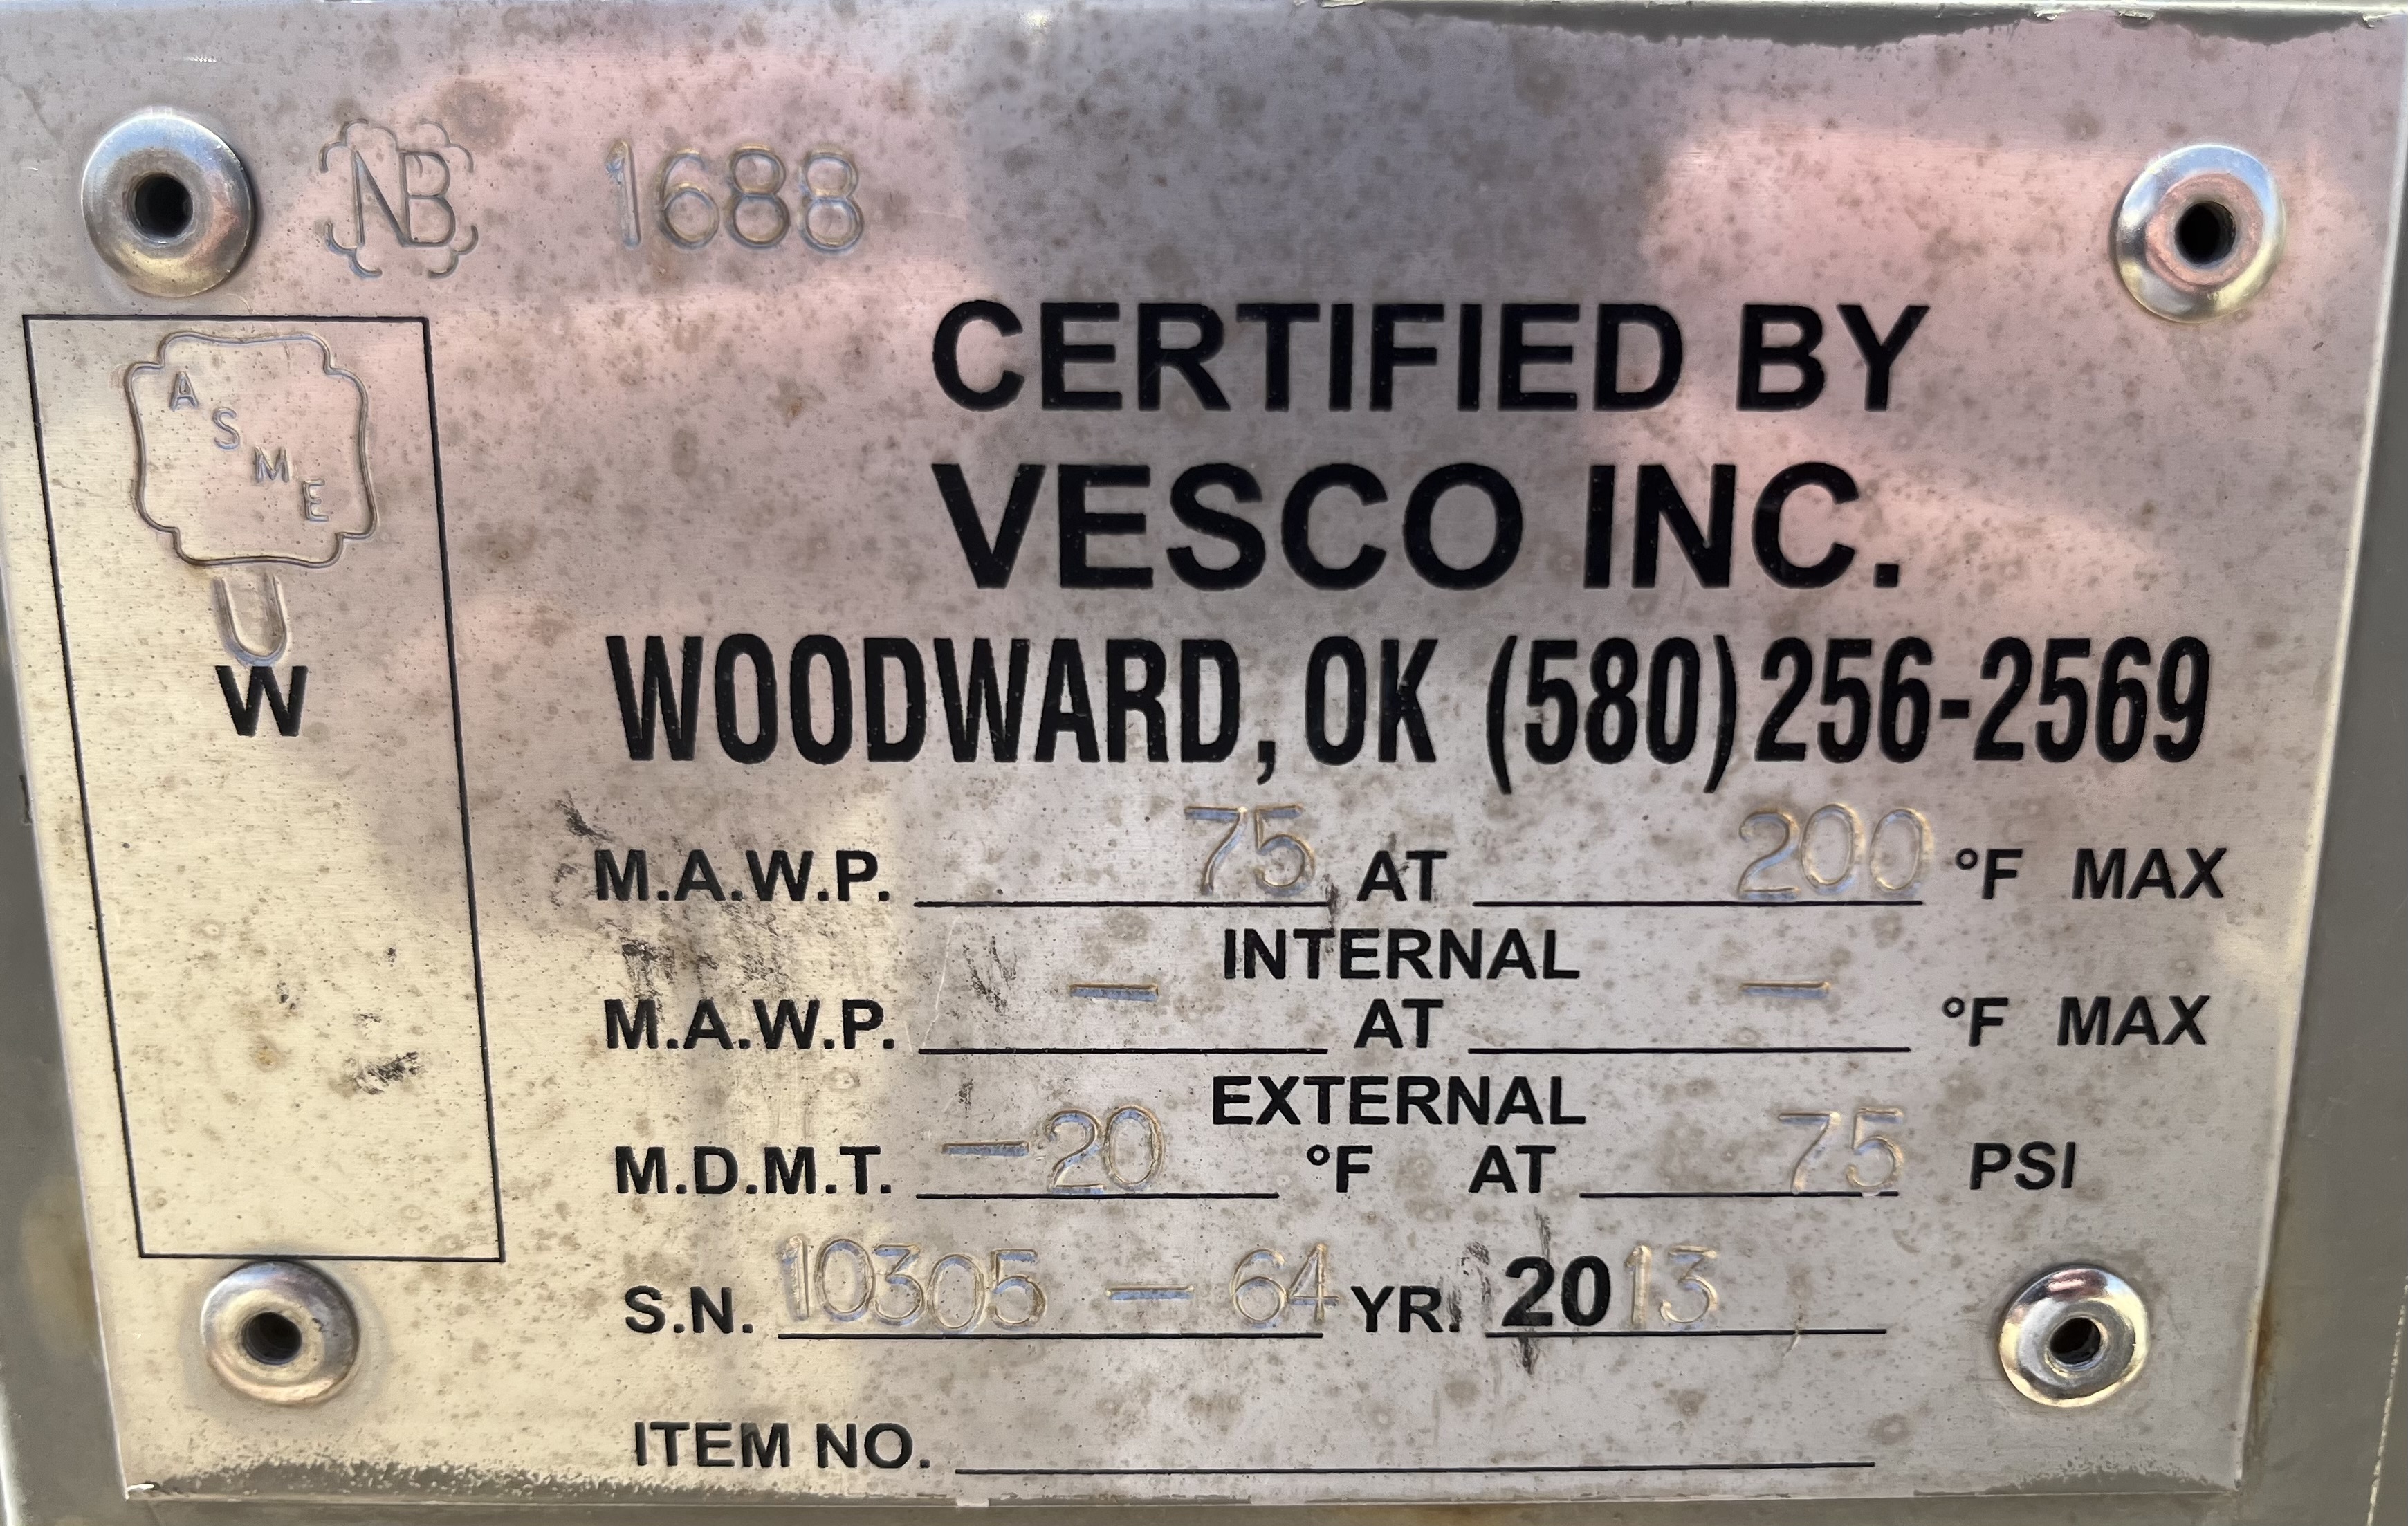 NB 1688
A
S
M
E
U
W
CERTIFIED BY
VESCO INC.
WOODWARD, OK (580) 256-2569
M.A.W.P. 75 AT 200 °F MAX
INTERNAL
M.A.W.P. — AT — °F MAX
EXTERNAL
M.D.M.T. -20 °F AT 75 PSI
S.N. 10305 - 64 YR. 2013
ITEM NO.